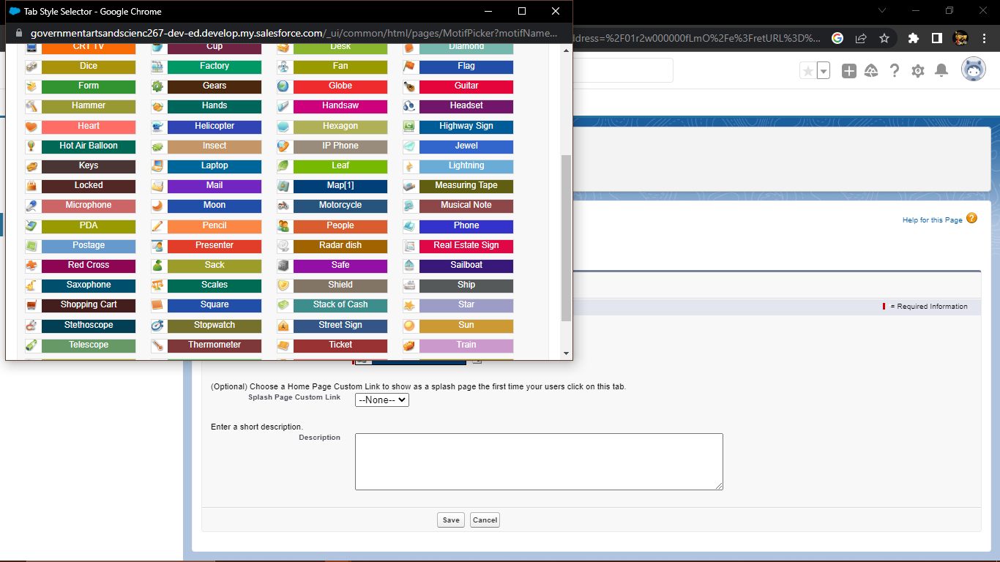 Tab Style Selector - Google Chrome
governmentartsandscienc267-dev-ed.develop.my.salesforce.com/_ui/common/html/pages/MotifPicker?motifName...
dress=%2F01r2w000000fLmO%2Fe%3FretURL%3D%...
CRT TV Cup Desk Diamond
Dice Factory Fan Flag
Form Gears Globe Guitar
Hammer Hands Handsaw Headset
Heart Helicopter Hexagon Highway Sign
Hot Air Balloon Insect IP Phone Jewel
Keys Laptop Leaf Lightning
Locked Mail Map[1] Measuring Tape
Microphone Moon Motorcycle Musical Note
PDA Pencil People Phone
Postage Presenter Radar dish Real Estate Sign
Red Cross Sack Safe Sailboat
Saxophone Scales Shield Ship
Shopping Cart Square Stack of Cash Star
Stethoscope Stopwatch Street Sign Sun
Telescope Thermometer Ticket Train
Help for this Page ?
= Required Information
(Optional) Choose a Home Page Custom Link to show as a splash page the first time your users click on this tab.
Splash Page Custom Link --None--
Enter a short description.
Description
Save Cancel